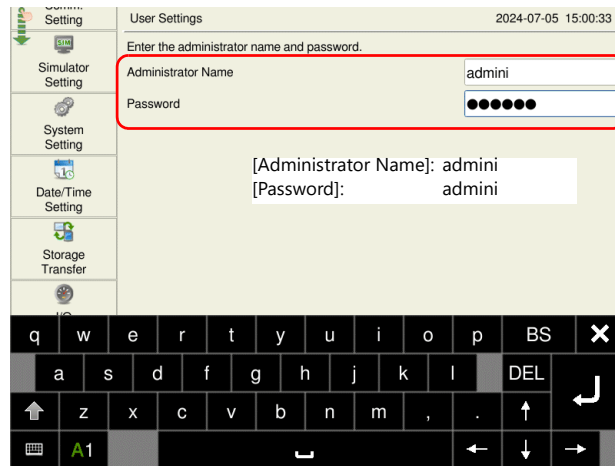 Setting
User Settings
2024-07-05 15:00:33
Enter the administrator name and password.
Simulator
Setting
Administrator Name
admini
Password
●●●●●●
System
Setting
[Administrator Name]: admini
[Password]: admini
Date/Time
Setting
Storage
Transfer
q w e r t y u i o p BS
a s d f g h j k l DEL
z x c v b n m , .
A1